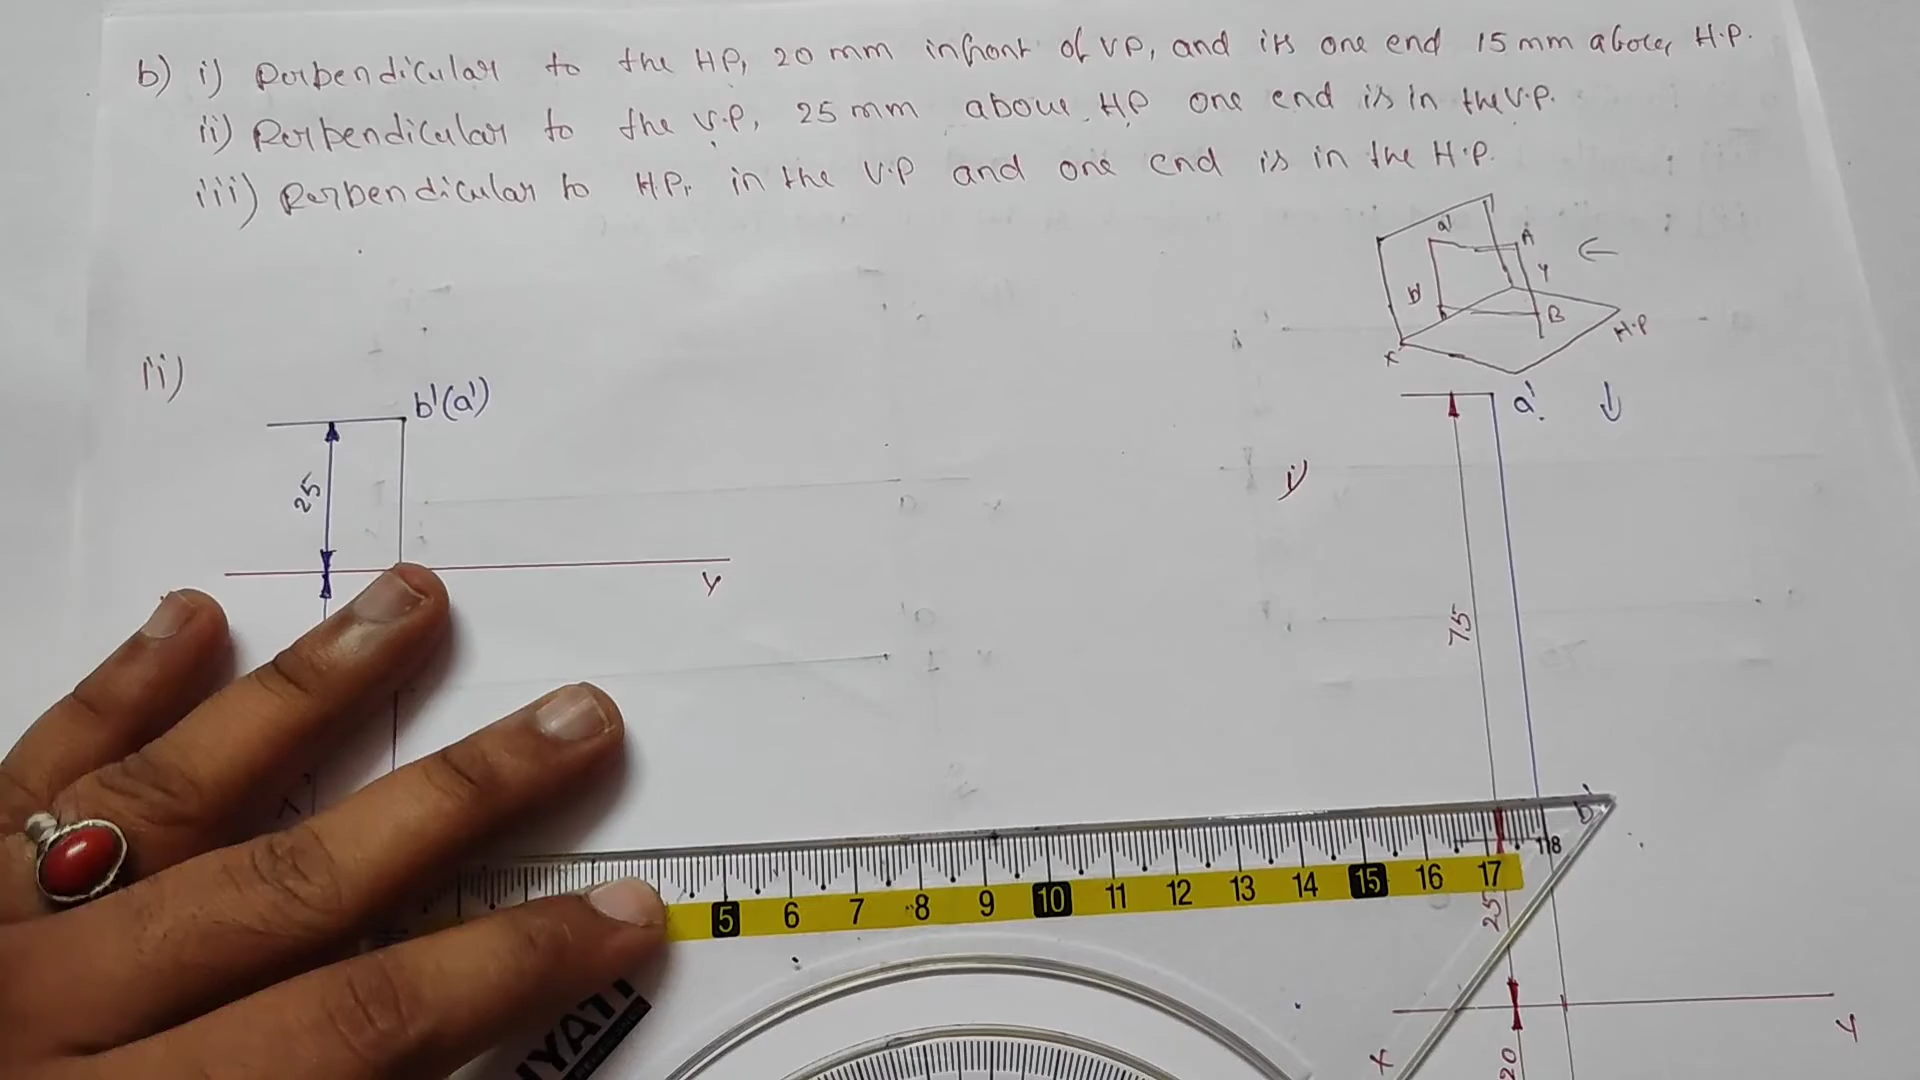 b) i) Perpendicular to the HP, 20 mm infront of VP, and its one end 15 mm above, H.P.
ii) Perpendicular to the V.P, 25 mm above HP one end is in the V.P.
iii) Perpendicular to H.P, in the V.P and one end is in the H.P.
a' A
y
b' B
H.P
x
ii)
b'(a')
25
y
a'
i)
75
b'
5 6 7 8 9 10 11 12 13 14 15 16 17 18
25
x y
20